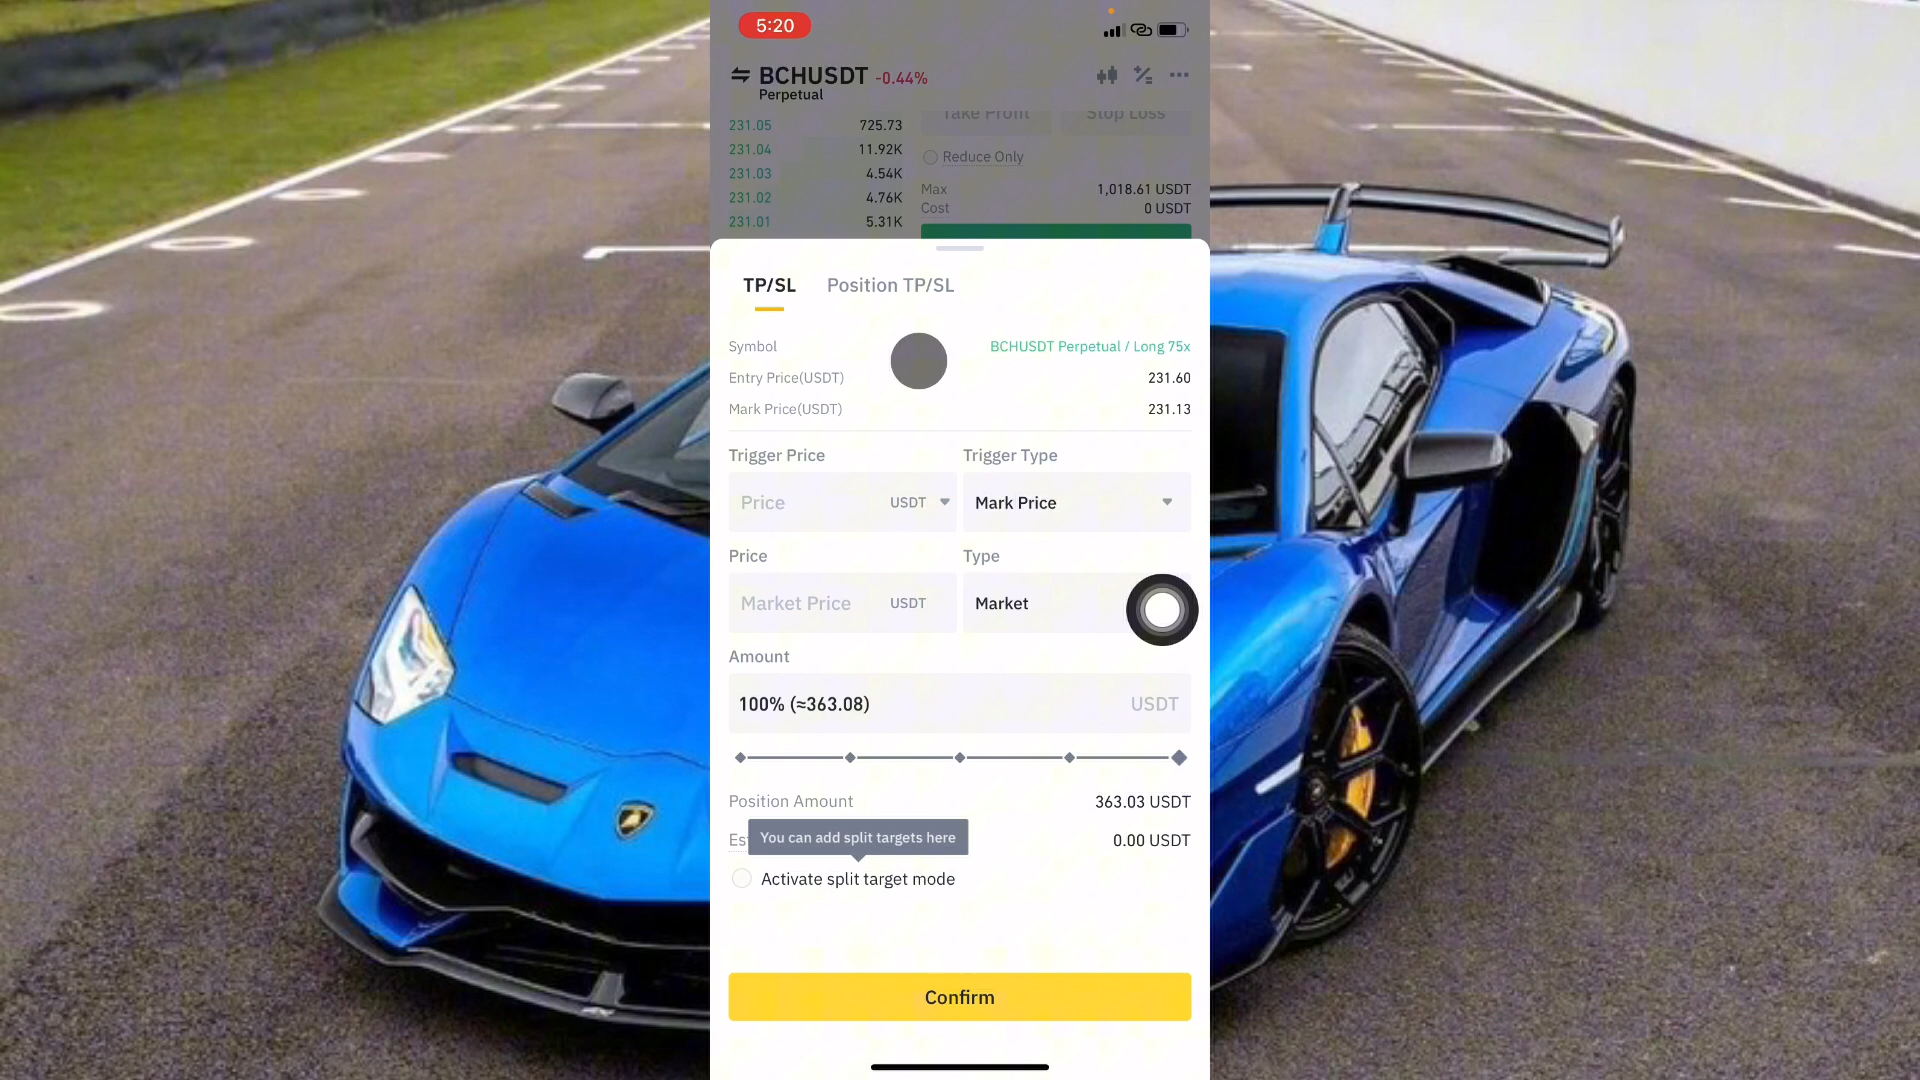 5:20
BCHUSDT -0.44%
Perpetual
231.05 725.73
231.04 11.92K
231.03 4.54K
231.02 4.76K
231.01 5.31K
Take Profit Stop Loss
Reduce Only
Max 1,018.61 USDT
Cost 0 USDT
TP/SL Position TP/SL
Symbol BCHUSDT Perpetual / Long 75x
Entry Price(USDT) 231.60
Mark Price(USDT) 231.13
Trigger Price Trigger Type
Price USDT Mark Price
Price Type
Market Price USDT Market
Amount
100% (≈363.08) USDT
Position Amount 363.03 USDT
You can add split targets here
0.00 USDT
Activate split target mode
Confirm